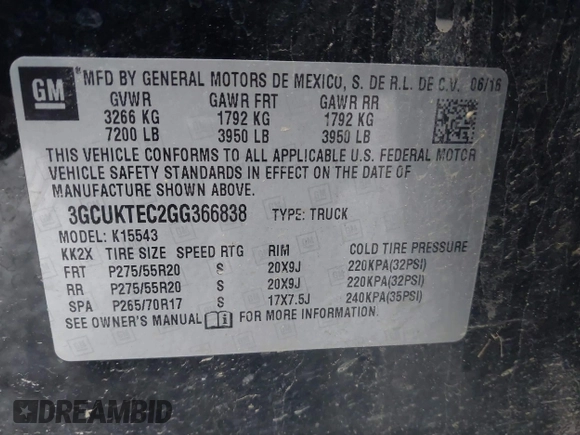 GM
*MFD BY GENERAL MOTORS DE MEXICO, S. DE R.L. DE C.V. 06/16
GVWR GAWR FRT GAWR RR
3266 KG 1792 KG 1792 KG
7200 LB 3950 LB 3950 LB
THIS VEHICLE CONFORMS TO ALL APPLICABLE U.S. FEDERAL MOTOR
VEHICLE SAFETY STANDARDS IN EFFECT ON THE DATE OF
MANUFACTURE SHOWN ABOVE.
3GCUKTEC2GG366838 TYPE: TRUCK
MODEL: K15543
KK2X TIRE SIZE SPEED RTG RIM COLD TIRE PRESSURE
FRT P275/55R20 S 20X9J 220KPA(32PSI)
RR P275/55R20 S 20X9J 220KPA(32PSI)
SPA P265/70R17 S 17X7.5J 240KPA(35PSI)
SEE OWNER'S MANUAL FOR MORE INFORMATION.
DREAMBID